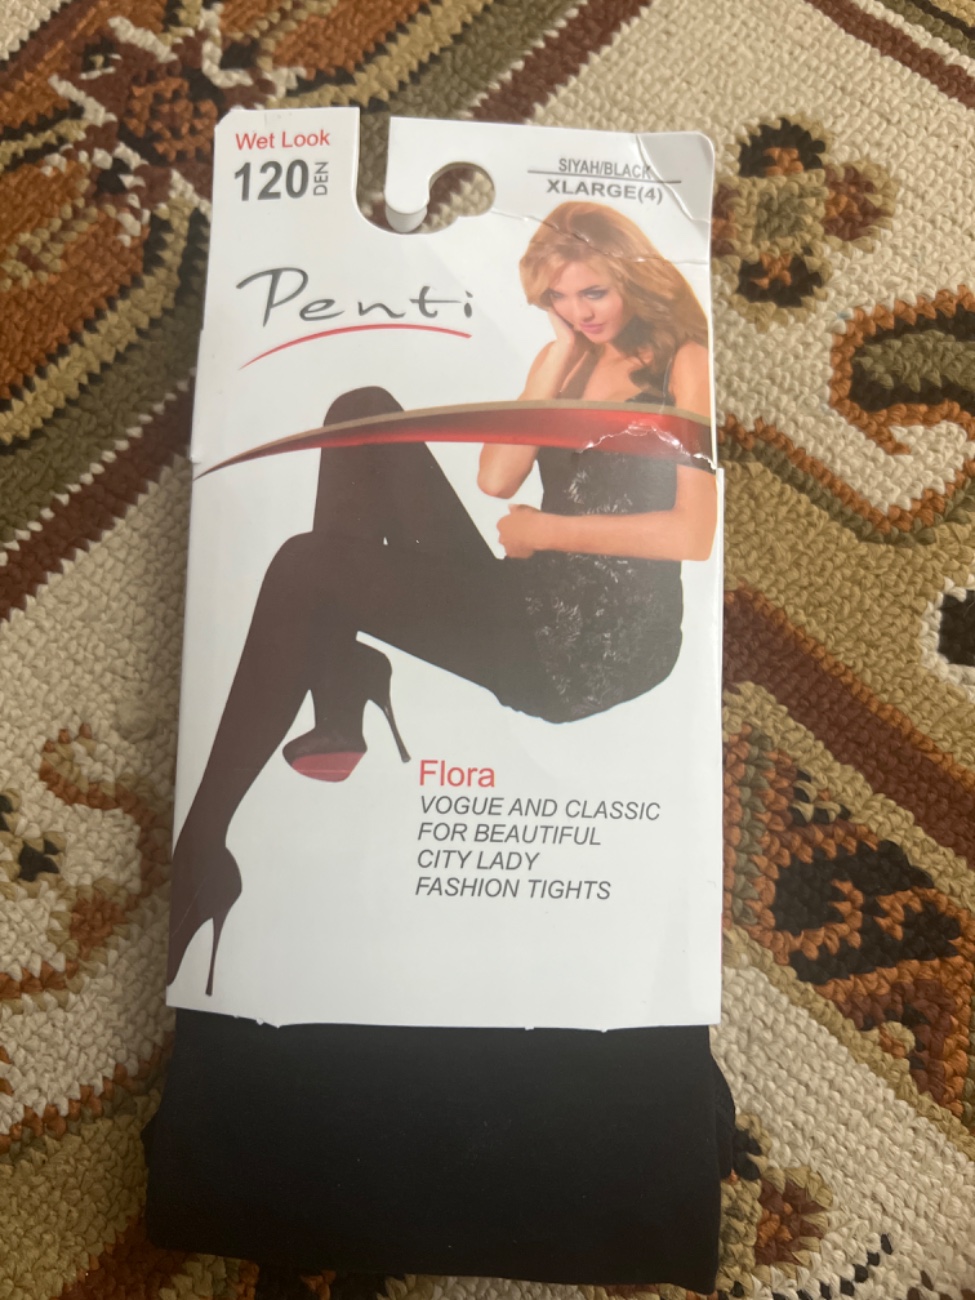 Wet Look
120 DEN
SIYAH/BLACK
XLARGE(4)
Penti
Flora
VOGUE AND CLASSIC
FOR BEAUTIFUL
CITY LADY
FASHION TIGHTS